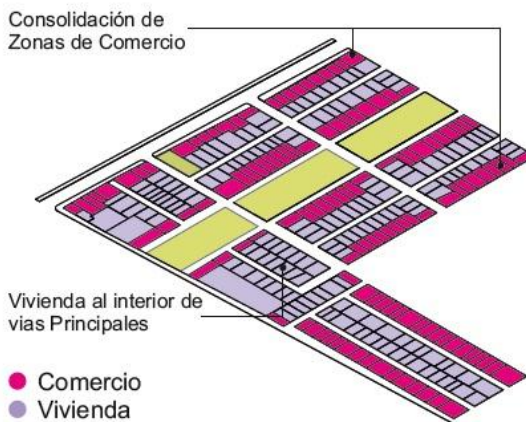 Consolidación de
Zonas de Comercio
Vivienda al interior de
vias Principales
Comercio
Vivienda